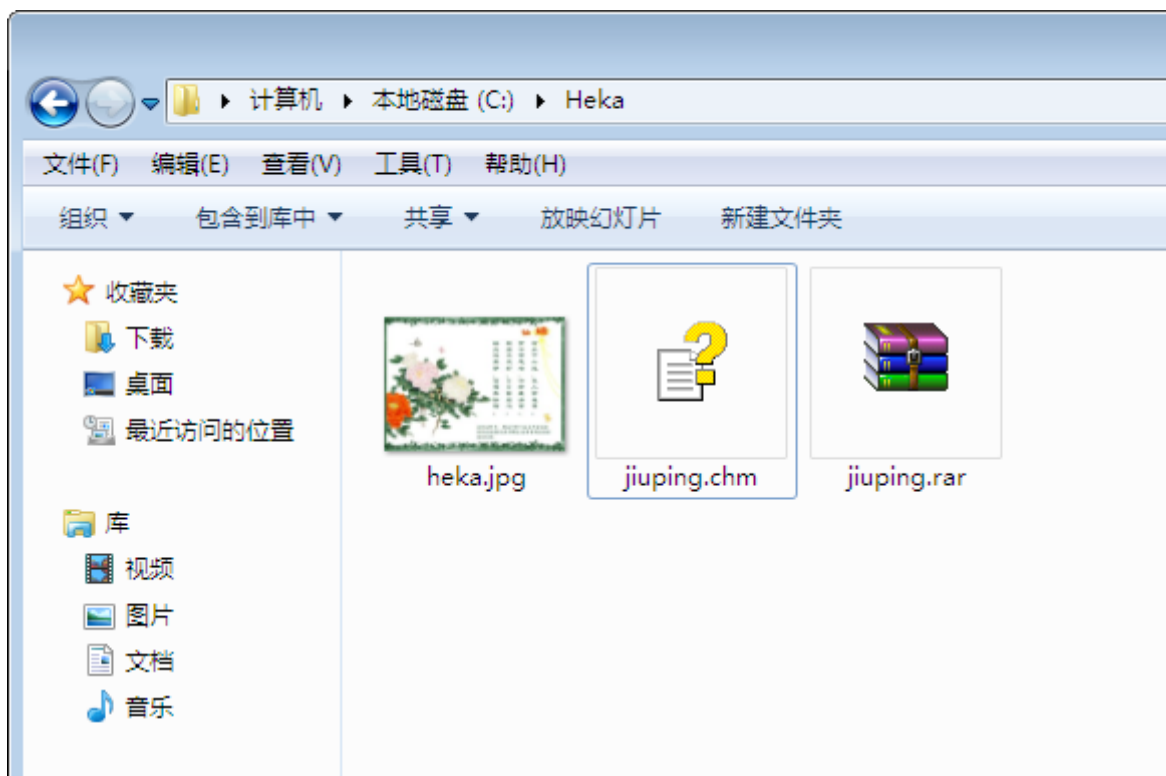 计算机 本地磁盘 (C:) Heka
文件(F) 编辑(E) 查看(V) 工具(T) 帮助(H)
组织 包含到库中 共享 放映幻灯片 新建文件夹
收藏夹
下载
桌面
最近访问的位置
库
视频
图片
文档
音乐
heka.jpg
jiuping.chm
jiuping.rar